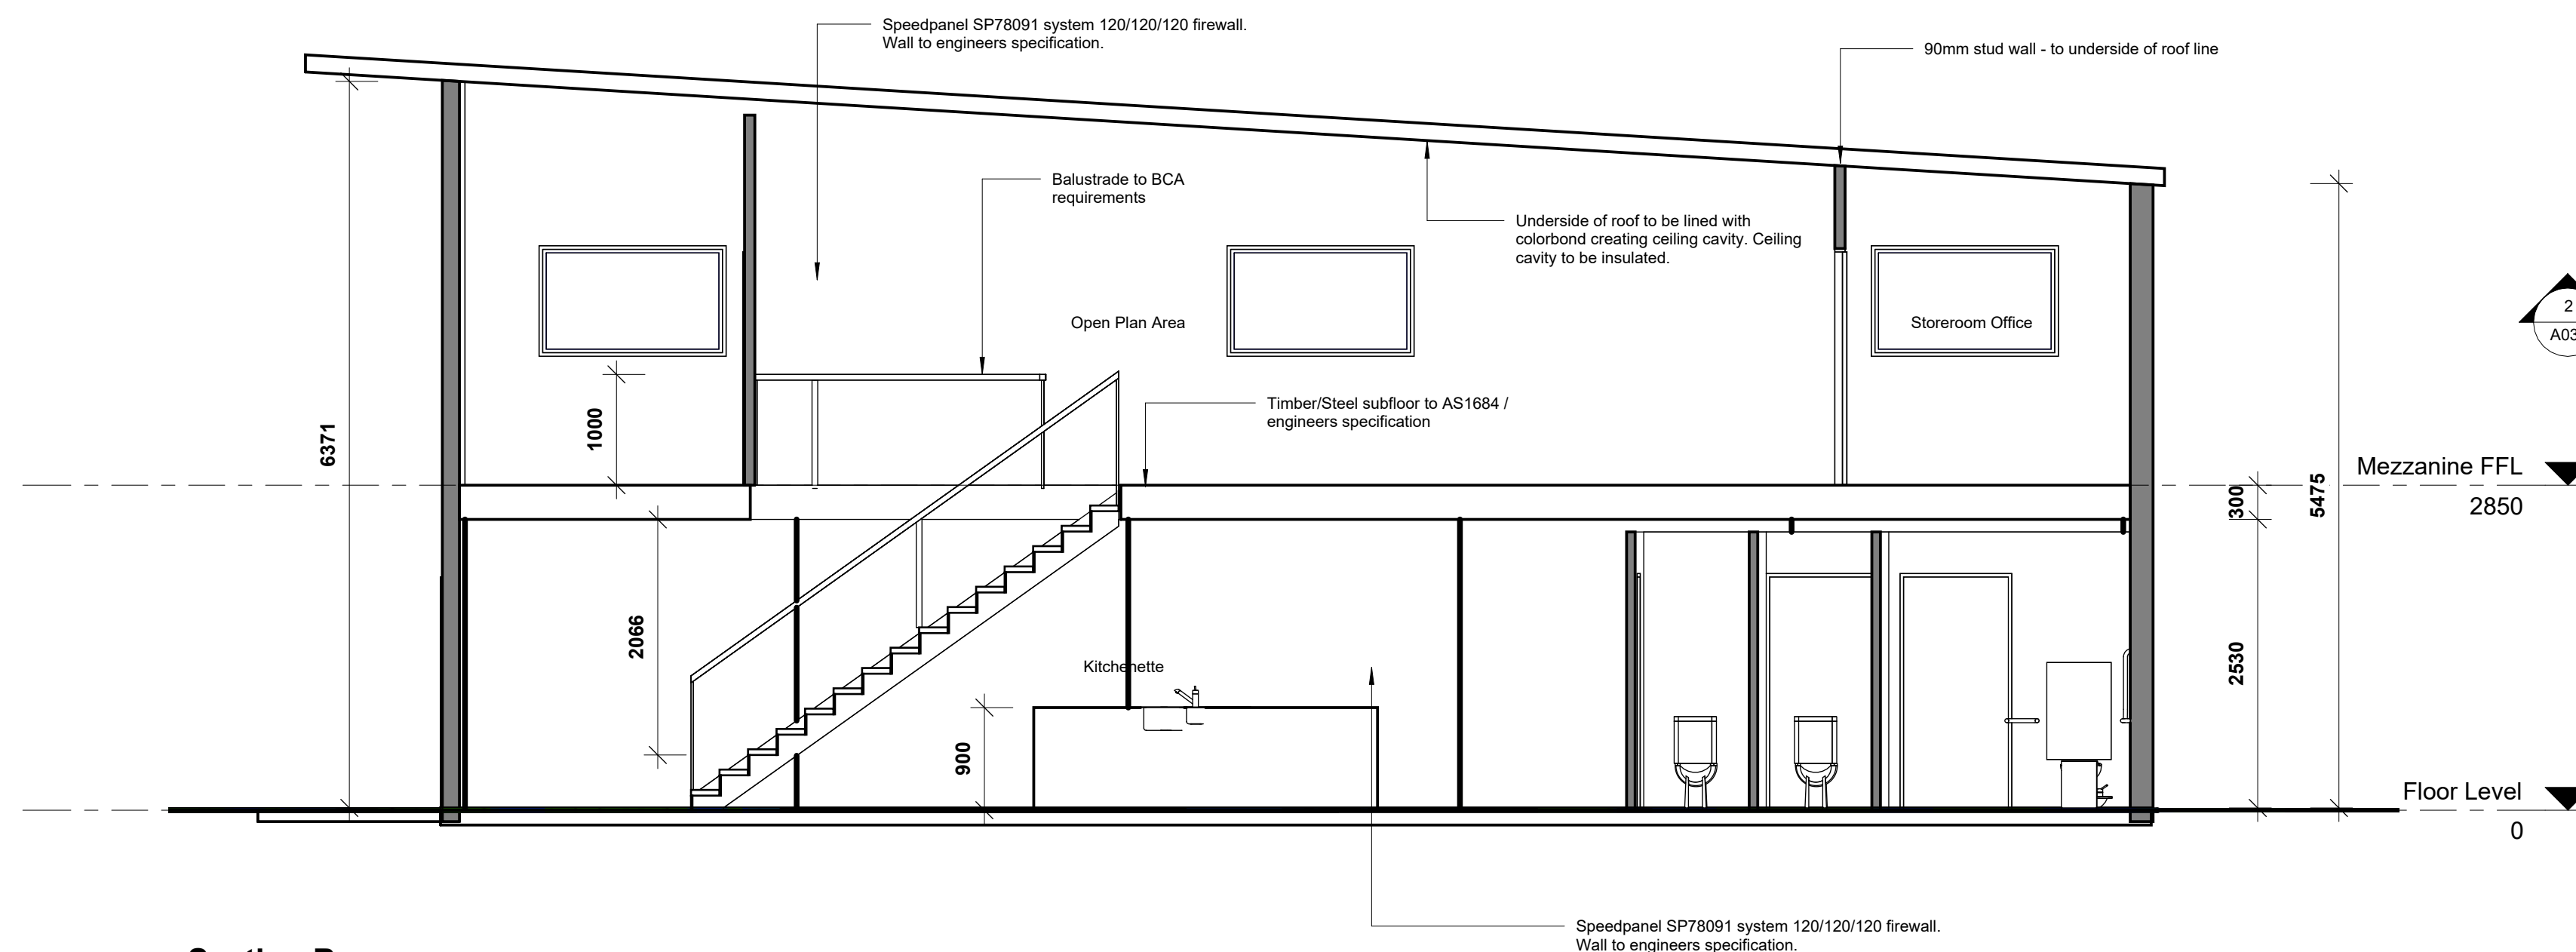 Speedpanel SP78091 system 120/120/120 firewall.
Wall to engineers specification.
90mm stud wall - to underside of roof line
Balustrade to BCA
requirements
Underside of roof to be lined with
colorbond creating ceiling cavity. Ceiling
cavity to be insulated.
Open Plan Area
Storeroom Office
2
A03
Timber/Steel subfloor to AS1684 /
engineers specification
6371
1000
Mezzanine FFL
2850
300
5475
2066
2530
Kitchenette
900
Floor Level
0
Speedpanel SP78091 system 120/120/120 firewall.
Wall to engineers specification.